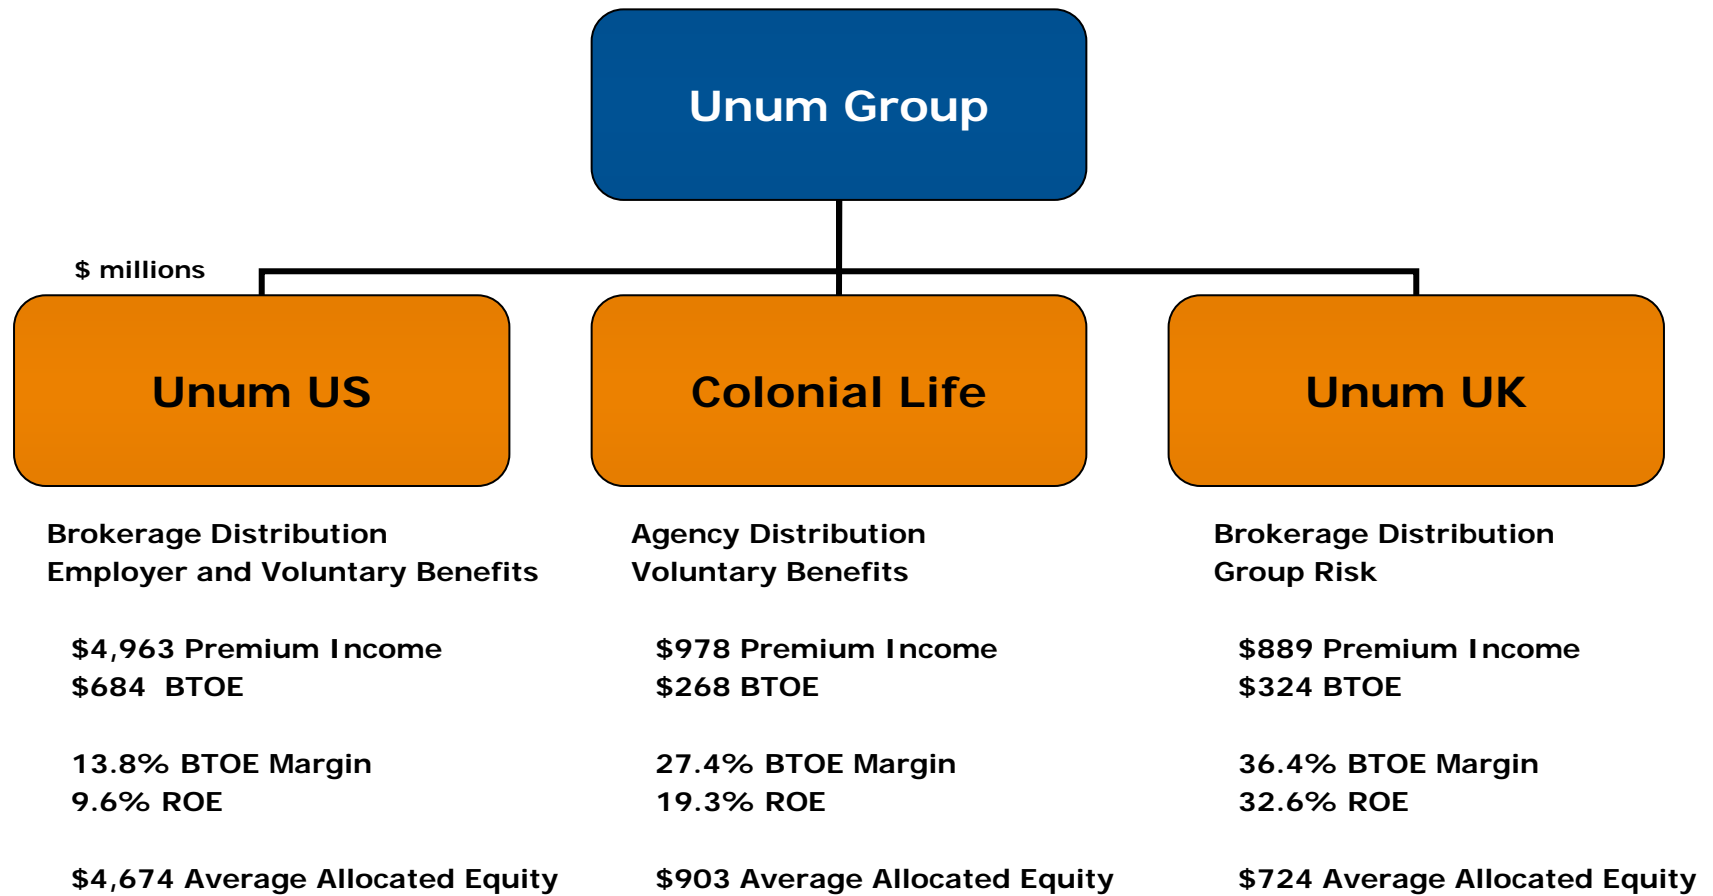 Unum Group
$ millions
Unum US
Colonial Life
Unum UK
Brokerage Distribution
Employer and Voluntary Benefits
$4,963 Premium Income
$684 BTOE
13.8% BTOE Margin
9.6% ROE
$4,674 Average Allocated Equity
Agency Distribution
Voluntary Benefits
$978 Premium Income
$268 BTOE
27.4% BTOE Margin
19.3% ROE
$903 Average Allocated Equity
Brokerage Distribution
Group Risk
$889 Premium Income
$324 BTOE
36.4% BTOE Margin
32.6% ROE
$724 Average Allocated Equity